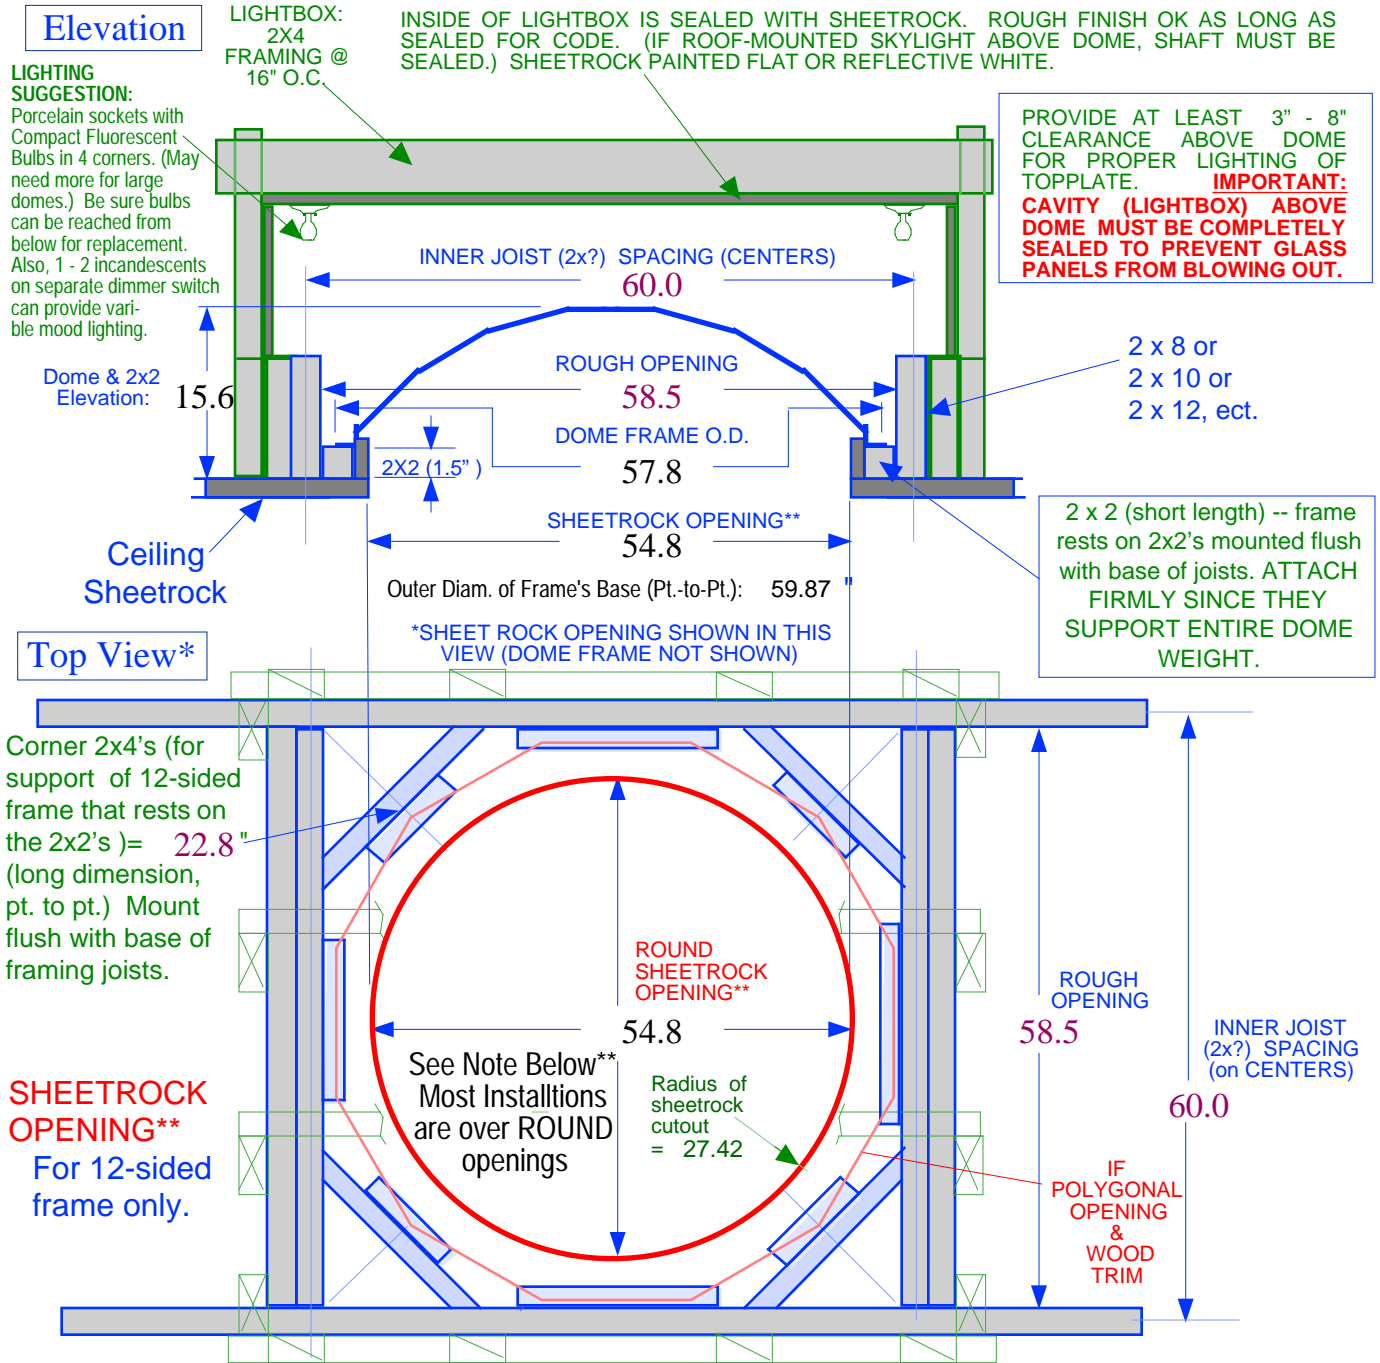 Elevation
LIGHTBOX:
2X4
FRAMING @
16" O.C.
INSIDE OF LIGHTBOX IS SEALED WITH SHEETROCK. ROUGH FINISH OK AS LONG AS
SEALED FOR CODE. (IF ROOF-MOUNTED SKYLIGHT ABOVE DOME, SHAFT MUST BE
SEALED.) SHEETROCK PAINTED FLAT OR REFLECTIVE WHITE.
LIGHTING
SUGGESTION:
Porcelain sockets with
Compact Fluorescent
Bulbs in 4 corners. (May
need more for large
domes.) Be sure bulbs
can be reached from
below for replacement.
Also, 1 - 2 incandescents
on separate dimmer switch
can provide vari-
ble mood lighting.
PROVIDE AT LEAST 3” - 8"
CLEARANCE ABOVE DOME
FOR PROPER LIGHTING OF
TOPPLATE. IMPORTANT:
CAVITY (LIGHTBOX) ABOVE
DOME MUST BE COMPLETELY
SEALED TO PREVENT GLASS
PANELS FROM BLOWING OUT.
INNER JOIST (2x?) SPACING (CENTERS)
60.0
ROUGH OPENING
58.5
DOME FRAME O.D.
57.8
Dome & 2x2
Elevation: 15.6
2X2 (1.5” )
2 x 8 or
2 x 10 or
2 x 12, ect.
SHEETROCK OPENING**
54.8
Ceiling
Sheetrock
Outer Diam. of Frame's Base (Pt.-to-Pt.): 59.87 "
2 x 2 (short length) -- frame
rests on 2x2's mounted flush
with base of joists. ATTACH
FIRMLY SINCE THEY
SUPPORT ENTIRE DOME
WEIGHT.
*SHEET ROCK OPENING SHOWN IN THIS
VIEW (DOME FRAME NOT SHOWN)
Top View*
Corner 2x4's (for
support of 12-sided
frame that rests on
the 2x2's )= 22.8 "
(long dimension,
pt. to pt.) Mount
flush with base of
framing joists.
ROUND
SHEETROCK
OPENING**
54.8
See Note Below**
Most Installtions
are over ROUND
openings
Radius of
sheetrock
cutout
= 27.42
ROUGH
OPENING
58.5
INNER JOIST
(2x?) SPACING
(on CENTERS)
60.0
SHEETROCK
OPENING**
For 12-sided
frame only.
IF
POLYGONAL
OPENING
&
WOOD
TRIM